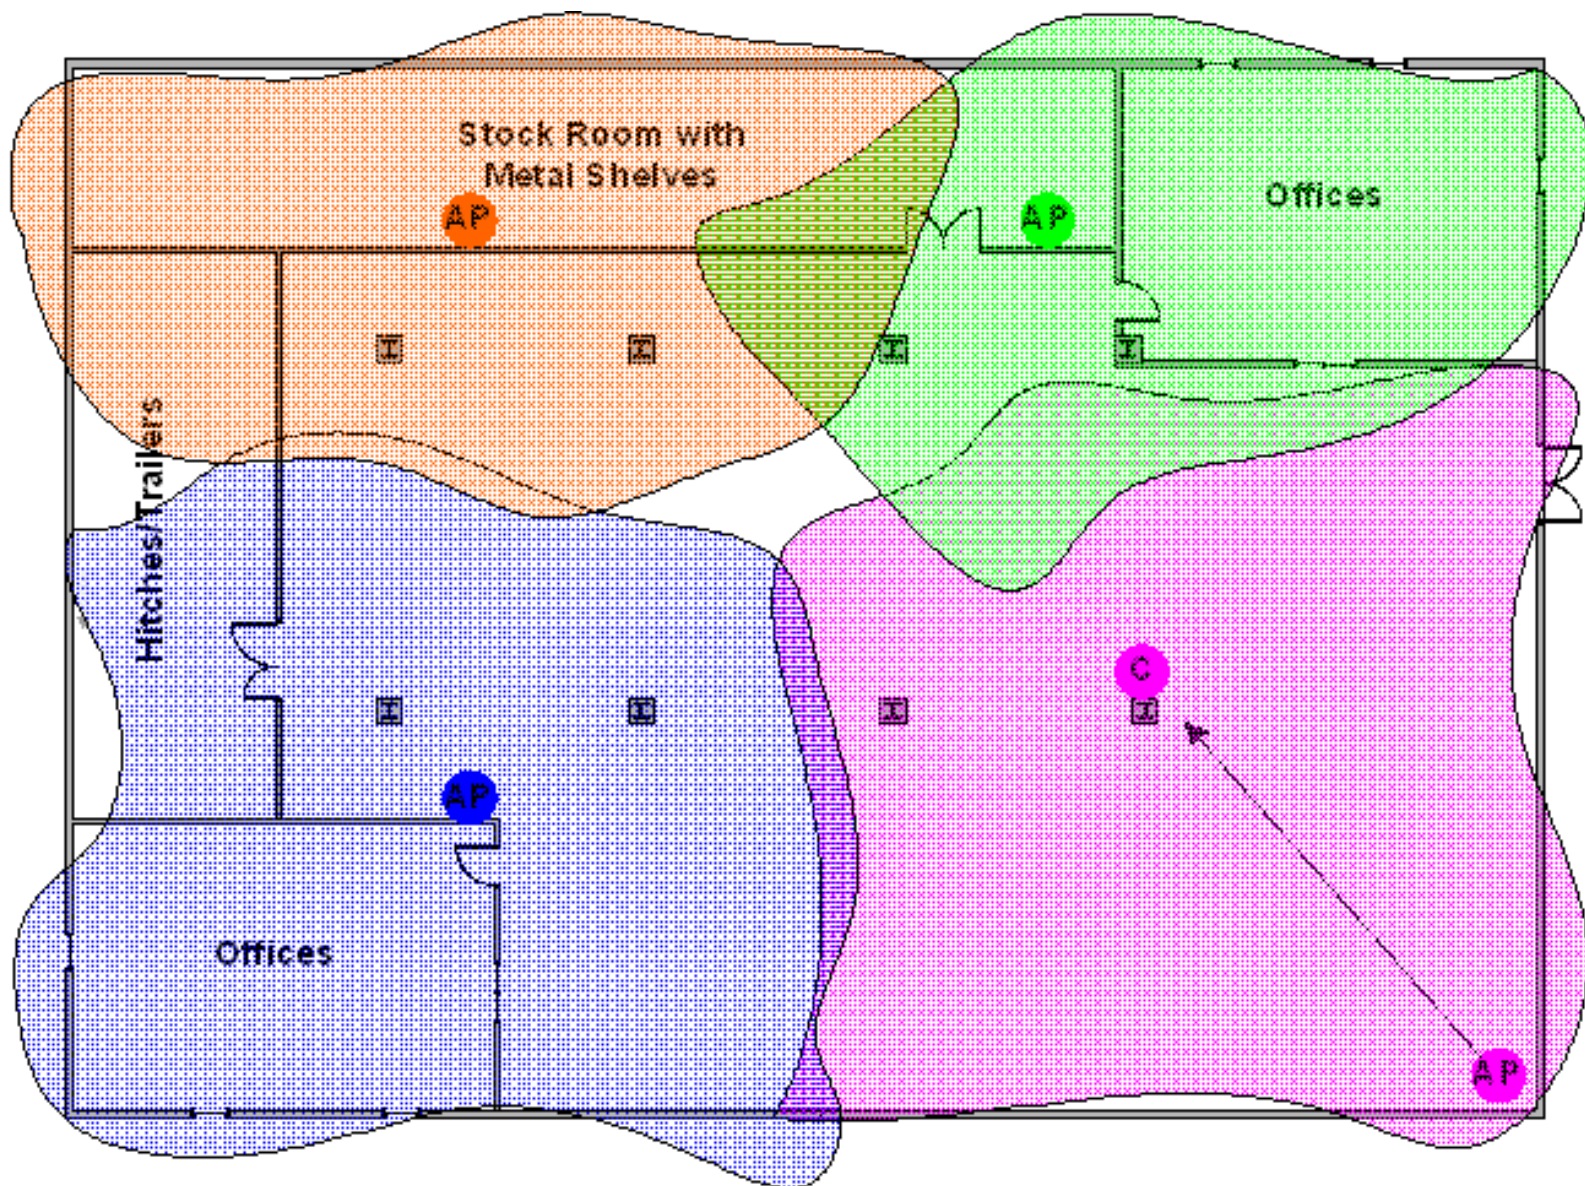 Stock Room with
Metal Shelves
AP
AP
Offices
I
I
I
I
Hitches/Trailers
C
I
I
I
I
AP
Offices
AP